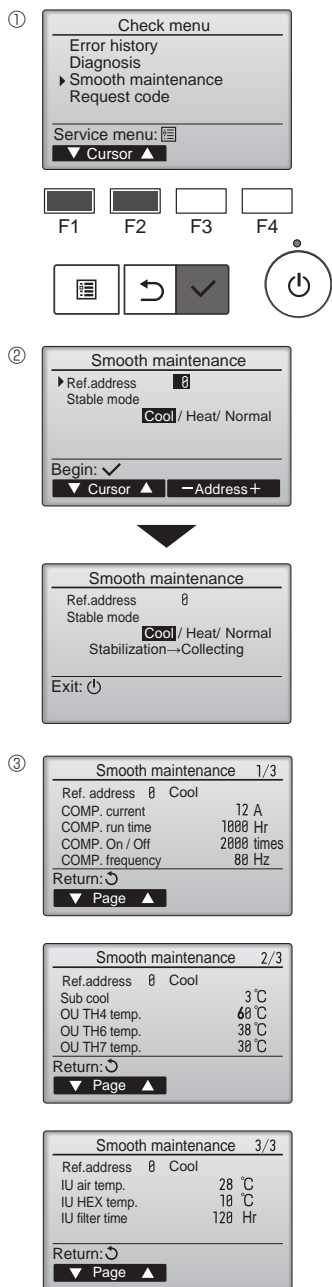 ①
Check menu
Error history
Diagnosis
Smooth maintenance
Request code
Service menu:
▼ Cursor ▲
F1 F2 F3 F4
②
Smooth maintenance
Ref.address 0
Stable mode
Cool / Heat/ Normal
Begin: ✓
▼ Cursor ▲ −Address+
Smooth maintenance
Ref.address 0
Stable mode
Cool / Heat/ Normal
Stabilization→Collecting
Exit:
③
Smooth maintenance 1/3
Ref. address 0 Cool
COMP. current 12 A
COMP. run time 1000 Hr
COMP. On / Off 2000 times
COMP. frequency 80 Hz
Return:
▼ Page ▲
Smooth maintenance 2/3
Ref.address 0 Cool
Sub cool 3℃
OU TH4 temp. 60℃
OU TH6 temp. 38℃
OU TH7 temp. 30℃
Return:
▼ Page ▲
Smooth maintenance 3/3
Ref.address 0 Cool
IU air temp. 28 ℃
IU HEX temp. 10 ℃
IU filter time 120 Hr
Return:
▼ Page ▲